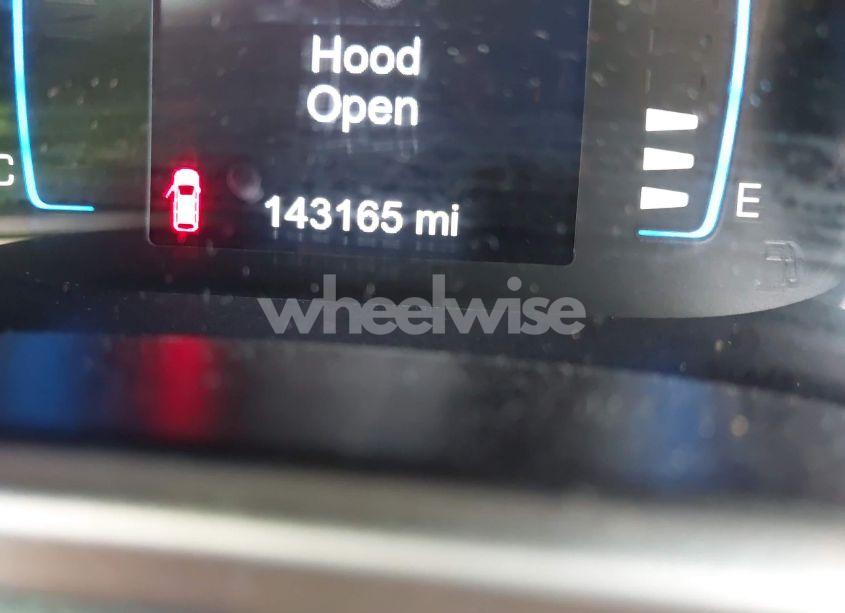 Hood
Open
C
143165 mi
E
wheelwise